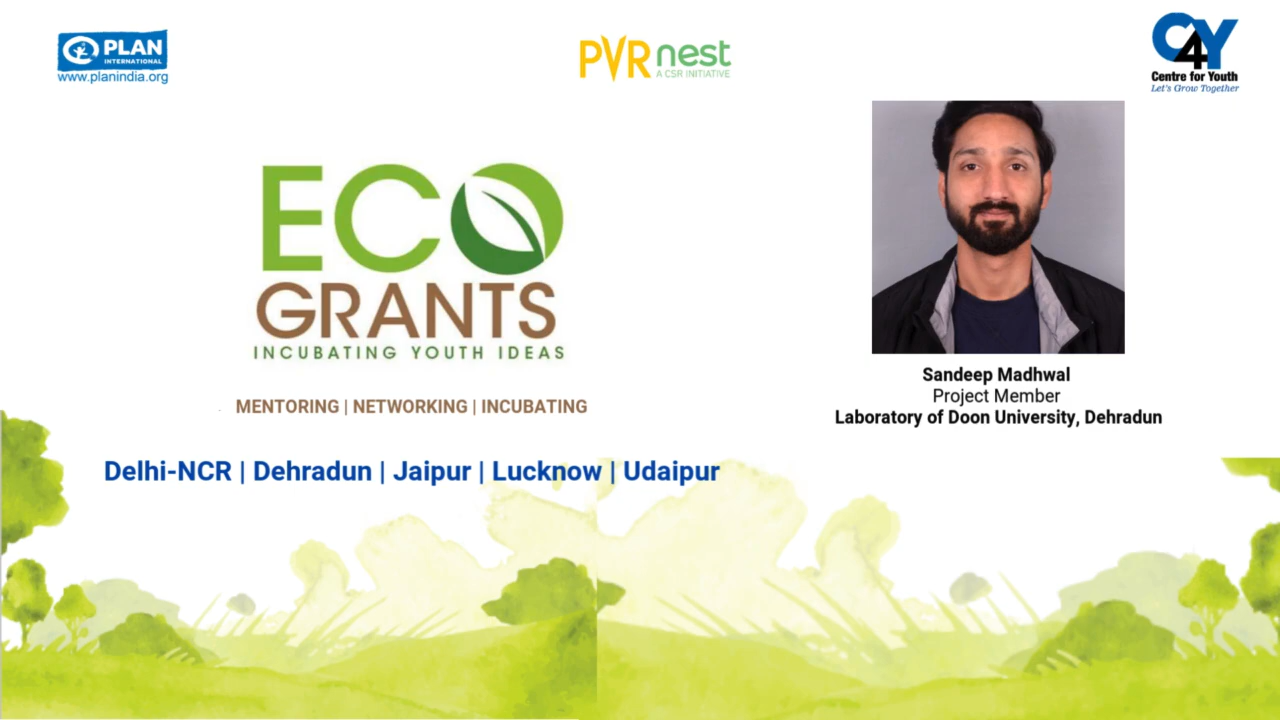 PLAN
INTERNATIONAL
www.planindia.org
PVR nest
A CSR INITIATIVE
C4Y
Centre for Youth
Let's Grow Together
ECO
GRANTS
INCUBATING YOUTH IDEAS
MENTORING | NETWORKING | INCUBATING
Delhi-NCR | Dehradun | Jaipur | Lucknow | Udaipur
Sandeep Madhwal
Project Member
Laboratory of Doon University, Dehradun